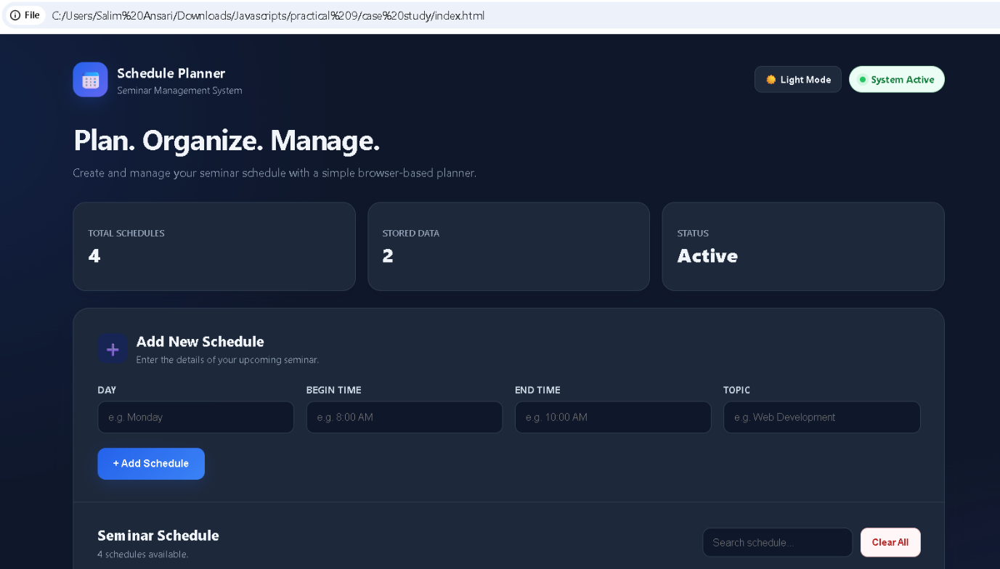 File C:/Users/Salim%20Ansari/Downloads/Javascripts/practical%209/case%20study/index.html
Schedule Planner
Seminar Management System
Light Mode
System Active
Plan. Organize. Manage.
Create and manage your seminar schedule with a simple browser-based planner.
TOTAL SCHEDULES
4
STORED DATA
2
STATUS
Active
+
Add New Schedule
Enter the details of your upcoming seminar.
DAY BEGIN TIME END TIME TOPIC
e.g. Monday e.g. 8:00 AM e.g. 10:00 AM e.g. Web Development
+ Add Schedule
Seminar Schedule
4 schedules available.
Search schedule...
Clear All